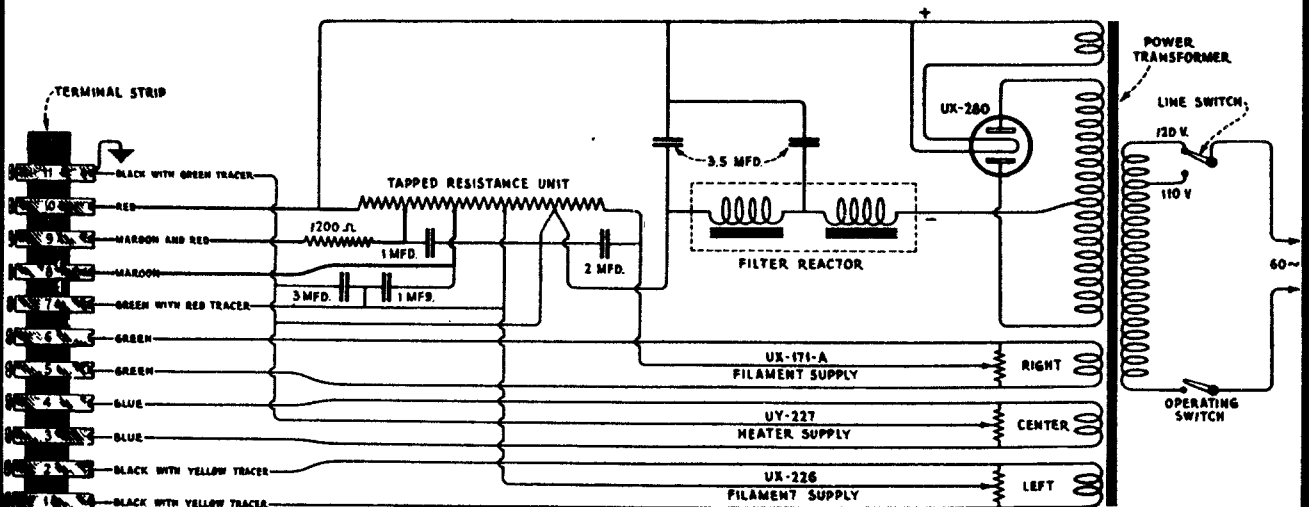 +
POWER
TRANSFORMER
TERMINAL STRIP
UX-280
LINE SWITCH
120 V.
3.5 MFD.
110 V
11 BLACK WITH GREEN TRACER
TAPPED RESISTANCE UNIT
10 RED
-
1200 Ω
9 MAROON AND RED
1 MFD.
2 MFD.
FILTER REACTOR
60~
8 MAROON
3 MFD.
1 MFD.
7 GREEN WITH RED TRACER
6 GREEN
UX-171-A
FILAMENT SUPPLY
RIGHT
5 GREEN
OPERATING
SWITCH
4 BLUE
UY-227
HEATER SUPPLY
CENTER
3 BLUE
2 BLACK WITH YELLOW TRACER
UX-226
FILAMENT SUPPLY
LEFT
1 BLACK WITH YELLOW TRACER